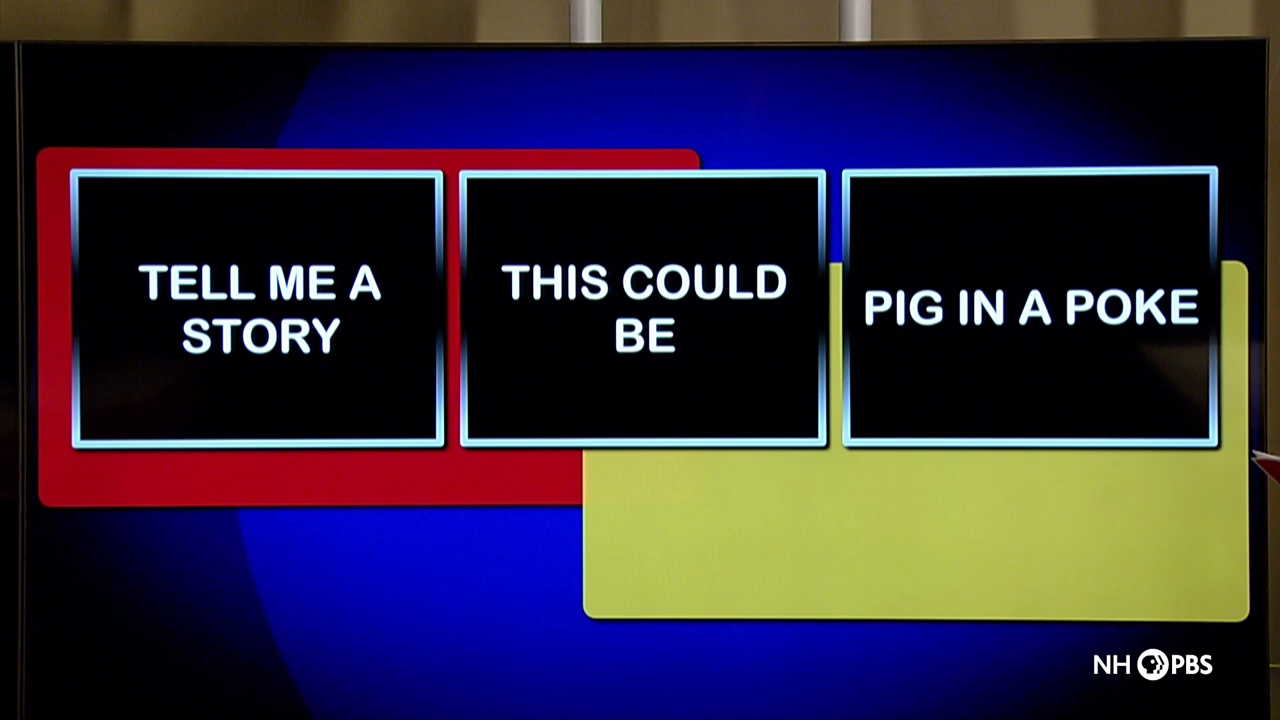 TELL ME A
STORY
THIS COULD
BE
PIG IN A POKE
NH PBS